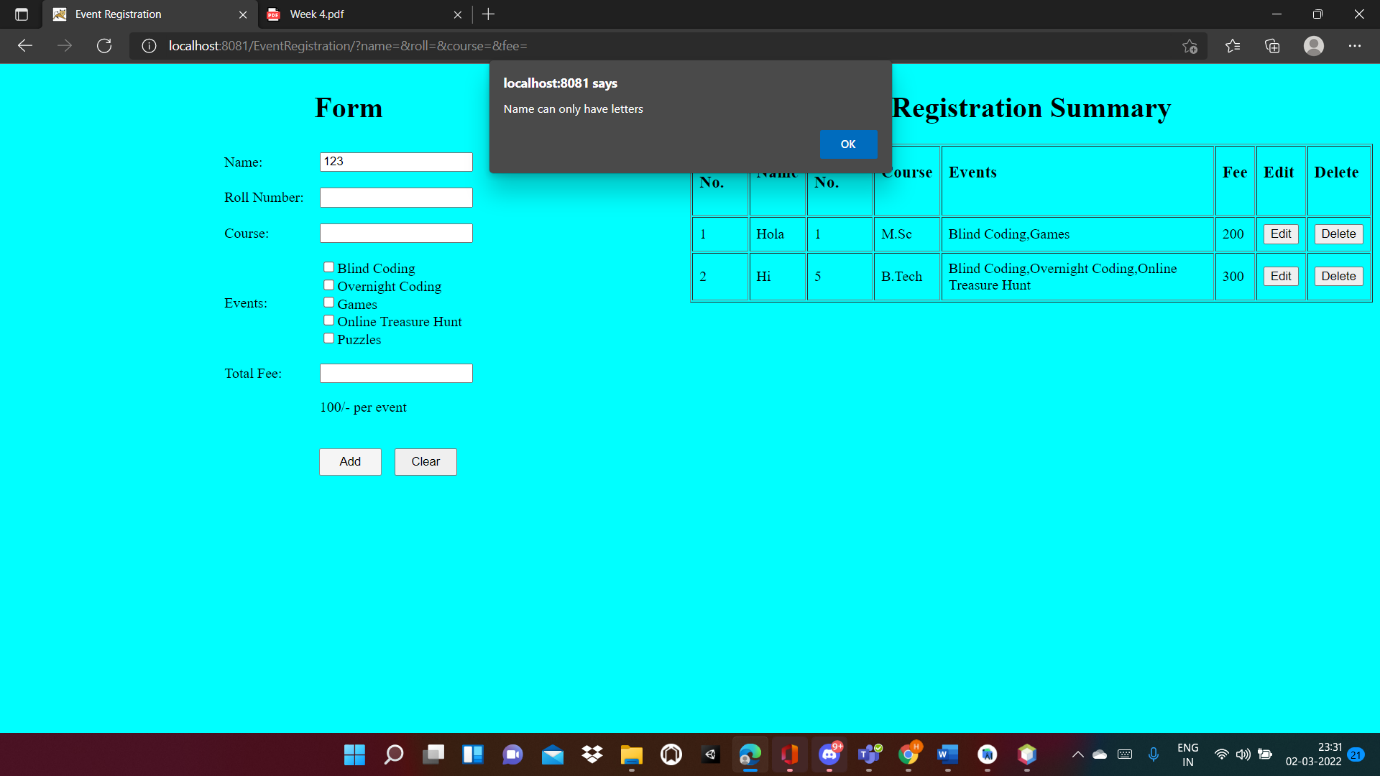 Event Registration
Week 4.pdf
localhost:8081/EventRegistration/?name=&roll=&course=&fee=
localhost:8081 says
Name can only have letters
OK
Form
Registration Summary
Name: 123
Roll Number:
Course:
Events:
Blind Coding
Overnight Coding
Games
Online Treasure Hunt
Puzzles
Total Fee:
100/- per event
Add Clear
No. Name No. Course Events Fee Edit Delete
1 Hola 1 M.Sc Blind Coding,Games 200 Edit Delete
2 Hi 5 B.Tech Blind Coding,Overnight Coding,Online Treasure Hunt 300 Edit Delete
9+
ENG
IN
23:31
02-03-2022
21